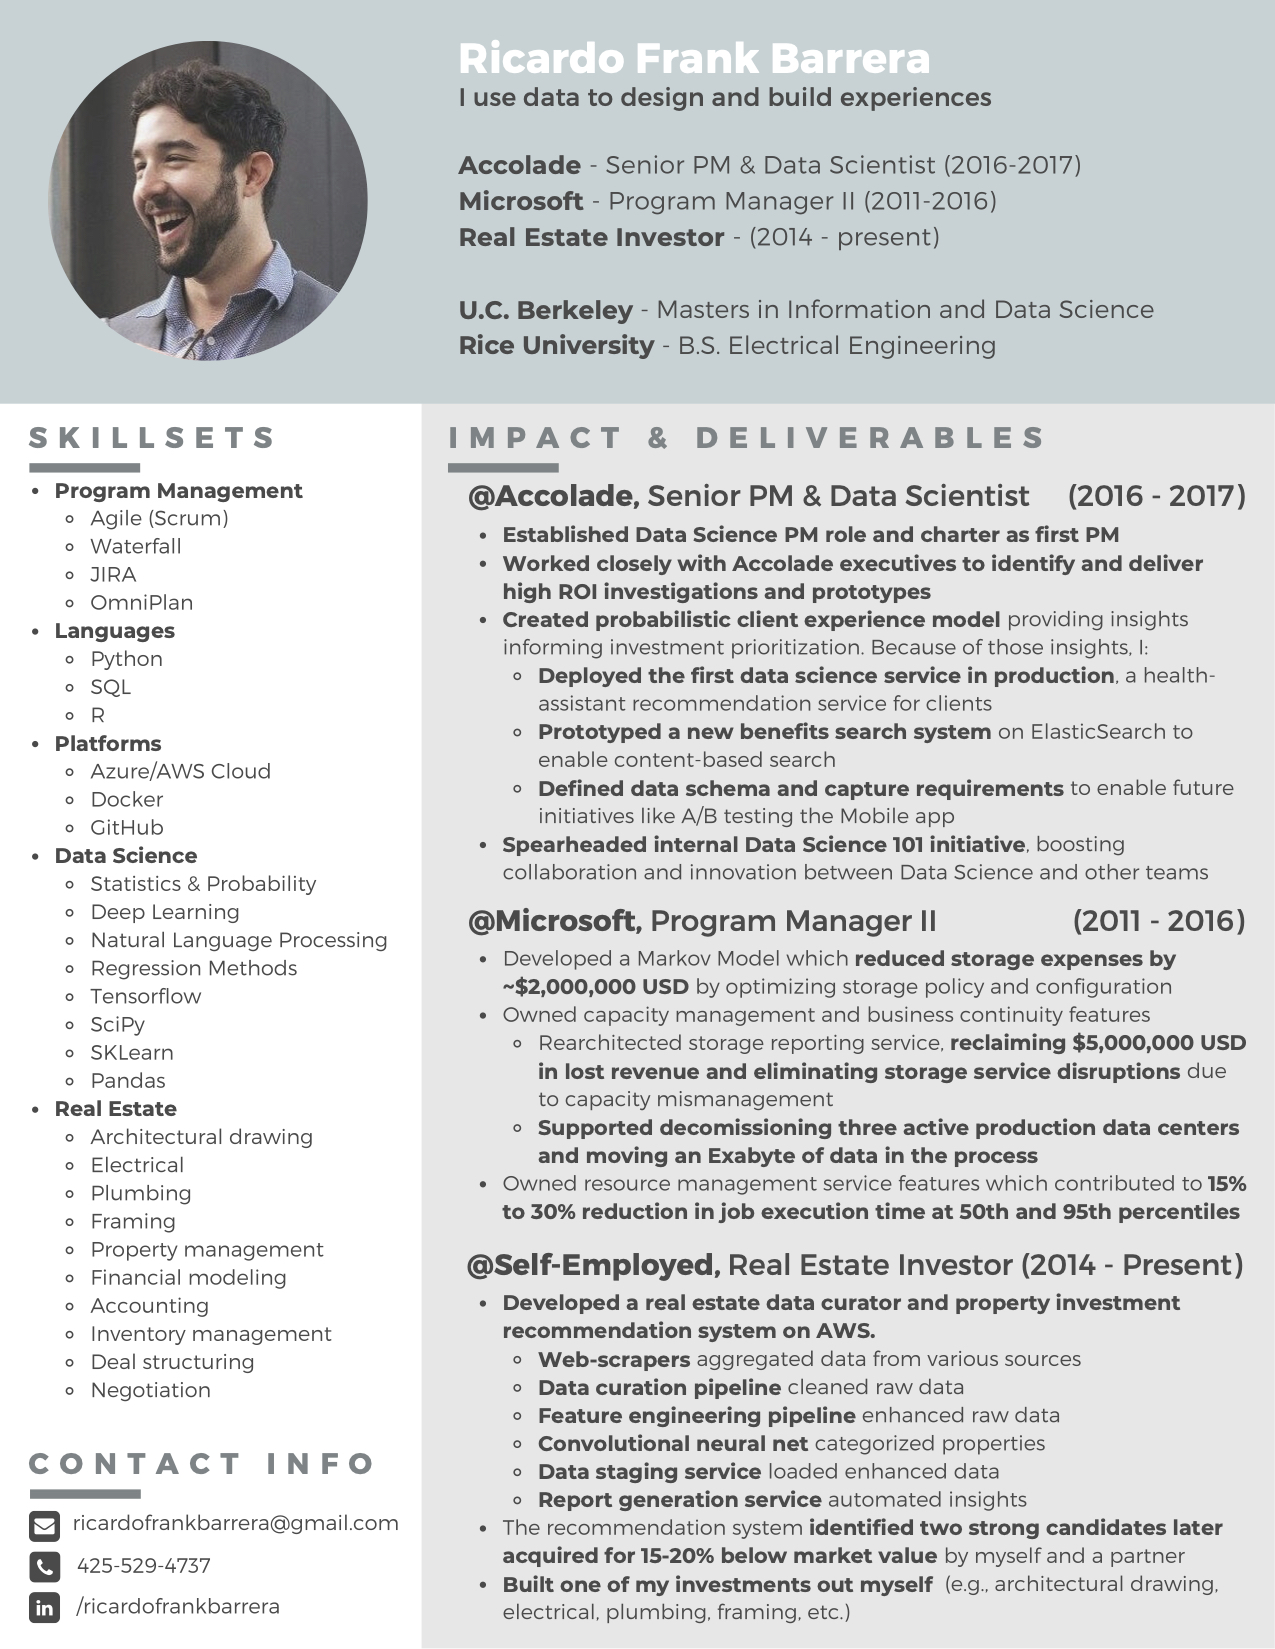 Ricardo Frank Barrera
I use data to design and build experiences
Accolade - Senior PM & Data Scientist (2016-2017)
Microsoft - Program Manager II (2011-2016)
Real Estate Investor - (2014 - present)
U.C. Berkeley - Masters in Information and Data Science
Rice University - B.S. Electrical Engineering
SKILLSETS
• Program Management
◦ Agile (Scrum)
◦ Waterfall
◦ JIRA
◦ OmniPlan
• Languages
◦ Python
◦ SQL
◦ R
• Platforms
◦ Azure/AWS Cloud
◦ Docker
◦ GitHub
• Data Science
◦ Statistics & Probability
◦ Deep Learning
◦ Natural Language Processing
◦ Regression Methods
◦ Tensorflow
◦ SciPy
◦ SKLearn
◦ Pandas
• Real Estate
◦ Architectural drawing
◦ Electrical
◦ Plumbing
◦ Framing
◦ Property management
◦ Financial modeling
◦ Accounting
◦ Inventory management
◦ Deal structuring
◦ Negotiation
CONTACT INFO
ricardofrankbarrera@gmail.com
425-529-4737
in /ricardofrankbarrera
IMPACT & DELIVERABLES
@Accolade, Senior PM & Data Scientist (2016 - 2017)
• Established Data Science PM role and charter as first PM
• Worked closely with Accolade executives to identify and deliver
high ROI investigations and prototypes
• Created probabilistic client experience model providing insights
informing investment prioritization. Because of those insights, I:
◦ Deployed the first data science service in production, a health-
assistant recommendation service for clients
◦ Prototyped a new benefits search system on ElasticSearch to
enable content-based search
◦ Defined data schema and capture requirements to enable future
initiatives like A/B testing the Mobile app
• Spearheaded internal Data Science 101 initiative, boosting
collaboration and innovation between Data Science and other teams
@Microsoft, Program Manager II (2011 - 2016)
• Developed a Markov Model which reduced storage expenses by
~$2,000,000 USD by optimizing storage policy and configuration
• Owned capacity management and business continuity features
◦ Rearchitected storage reporting service, reclaiming $5,000,000 USD
in lost revenue and eliminating storage service disruptions due
to capacity mismanagement
◦ Supported decomissioning three active production data centers
and moving an Exabyte of data in the process
• Owned resource management service features which contributed to 15%
to 30% reduction in job execution time at 50th and 95th percentiles
@Self-Employed, Real Estate Investor (2014 - Present)
• Developed a real estate data curator and property investment
recommendation system on AWS.
◦ Web-scrapers aggregated data from various sources
◦ Data curation pipeline cleaned raw data
◦ Feature engineering pipeline enhanced raw data
◦ Convolutional neural net categorized properties
◦ Data staging service loaded enhanced data
◦ Report generation service automated insights
• The recommendation system identified two strong candidates later
acquired for 15-20% below market value by myself and a partner
• Built one of my investments out myself (e.g., architectural drawing,
electrical, plumbing, framing, etc.)